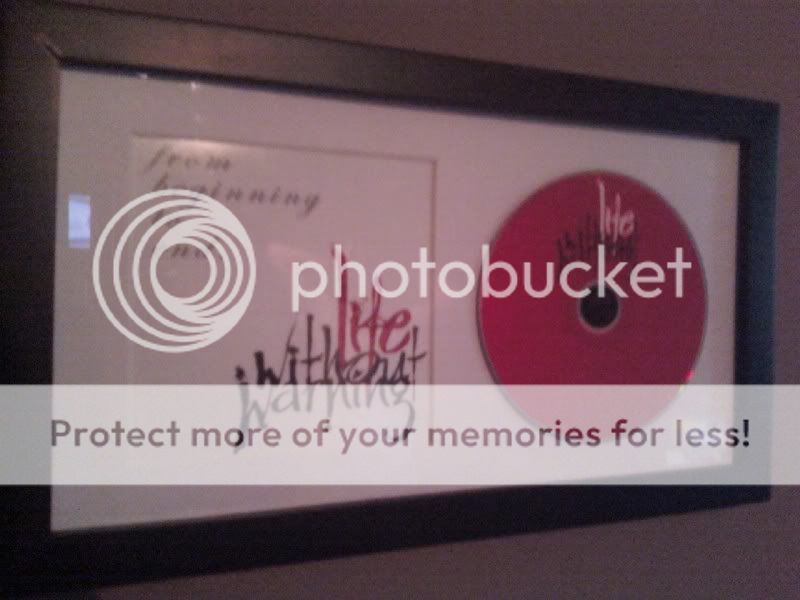 from
beginning
life
without
warning
life
without
photobucket
Protect more of your memories for less!